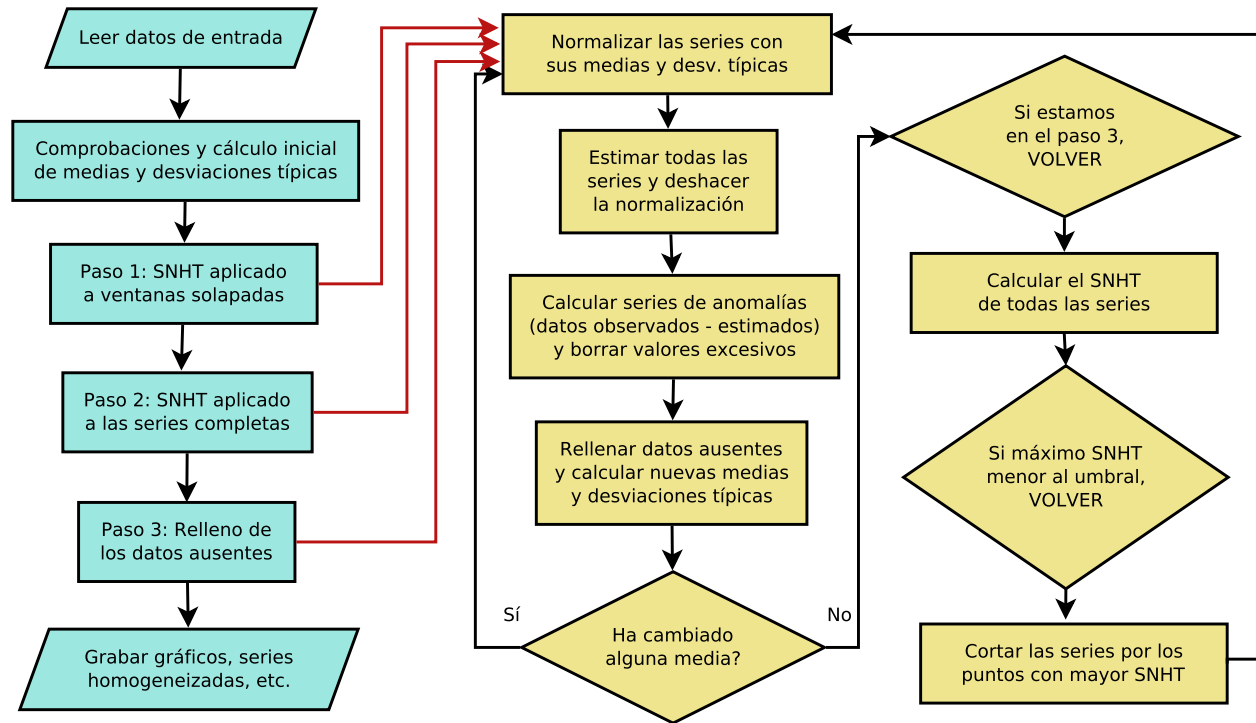 Leer datos de entrada
Comprobaciones y cálculo inicial
de medias y desviaciones típicas
Paso 1: SNHT aplicado
a ventanas solapadas
Paso 2: SNHT aplicado
a las series completas
Paso 3: Relleno de
los datos ausentes
Grabar gráficos, series
homogeneizadas, etc.
Normalizar las series con
sus medias y desv. típicas
Estimar todas las
series y deshacer
la normalización
Calcular series de anomalías
(datos observados - estimados)
y borrar valores excesivos
Rellenar datos ausentes
y calcular nuevas medias
y desviaciones típicas
Sí
No
Ha cambiado
alguna media?
Si estamos
en el paso 3,
VOLVER
Calcular el SNHT
de todas las series
Si máximo SNHT
menor al umbral,
VOLVER
Cortar las series por los
puntos con mayor SNHT